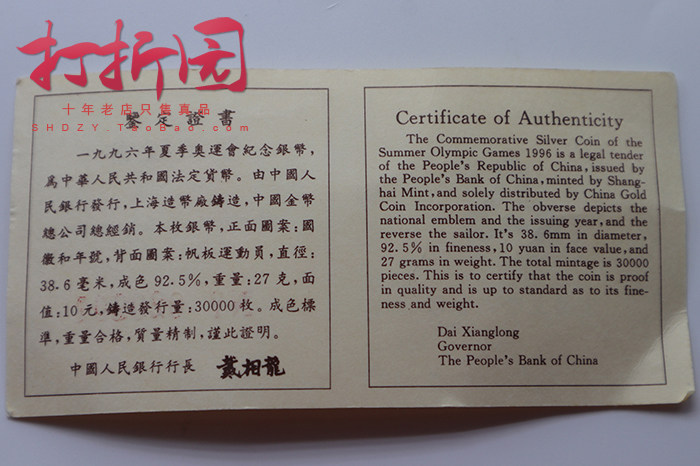 打折园
十年老店只售真品
SHDZY.TaoBao.com
鑒定證書
一九九六年夏季奥運會紀念銀幣,
爲中華人民共和國法定貨幣。由中國人
民銀行發行,上海造幣廠鑄造,中國金幣
總公司總經銷。本枚銀幣,正面圖案:國
徽和年號,背面圖案:帆板運動員,直徑:
38.6毫米,成色92.5%,重量:27克,面
值:10元,鑄造發行量:30000枚。成色標
準,重量合格,質量精制,謹此證明。
中國人民銀行行長 戴相龍
Certificate of Authenticity
The Commemorative Silver Coin of the
Summer Olympic Games 1996 is a legal tender
of the People's Republic of China, issued by
the People's Bank of China, minted by Shang-
hai Mint, and solely distributed by China Gold
Coin Incorporation. The obverse depicts the
national emblem and the issuing year, and the
reverse the sailor. It's 38.6mm in diameter,
92.5% in fineness, 10 yuan in face value, and
27 grams in weight. The total mintage is 30000
pieces. This is to certify that the coin is proof
in quality and is up to standard as to its fine-
ness and weight.
Dai Xianglong
Governor
The People's Bank of China